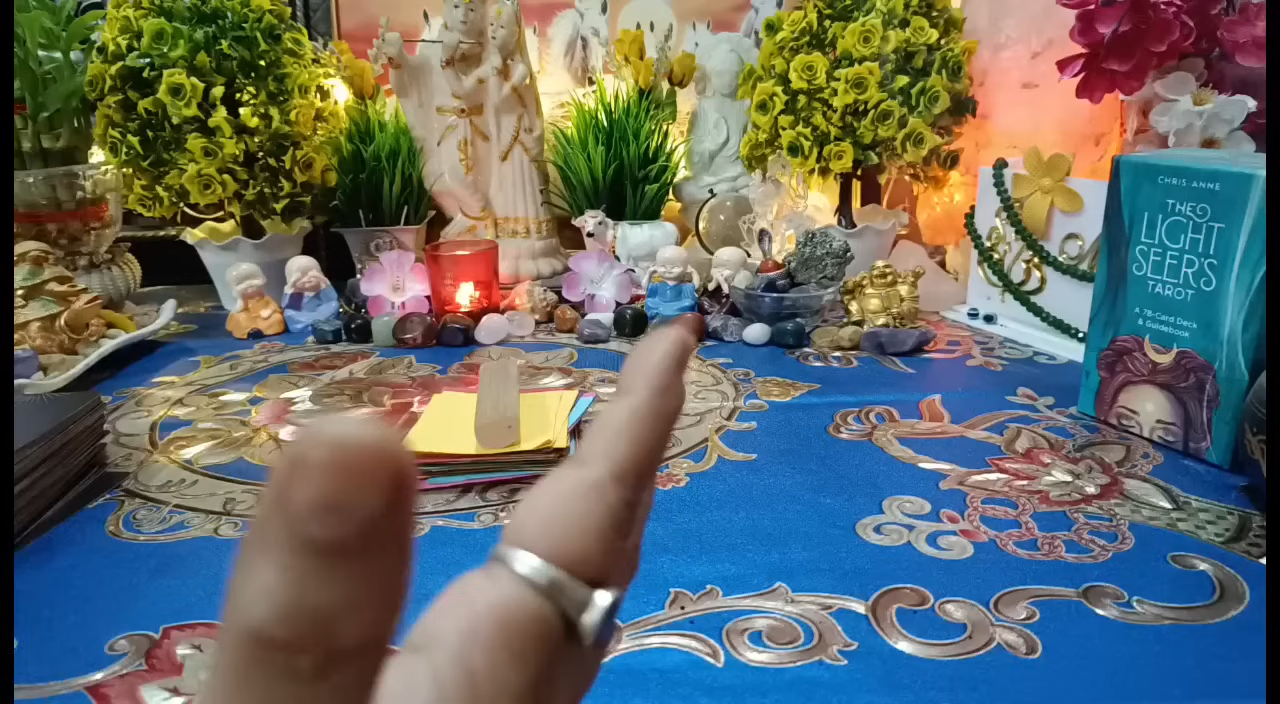 CHRIS-ANNE
THE
LIGHT
SEER'S
TAROT
A 78-Card Deck
& Guidebook